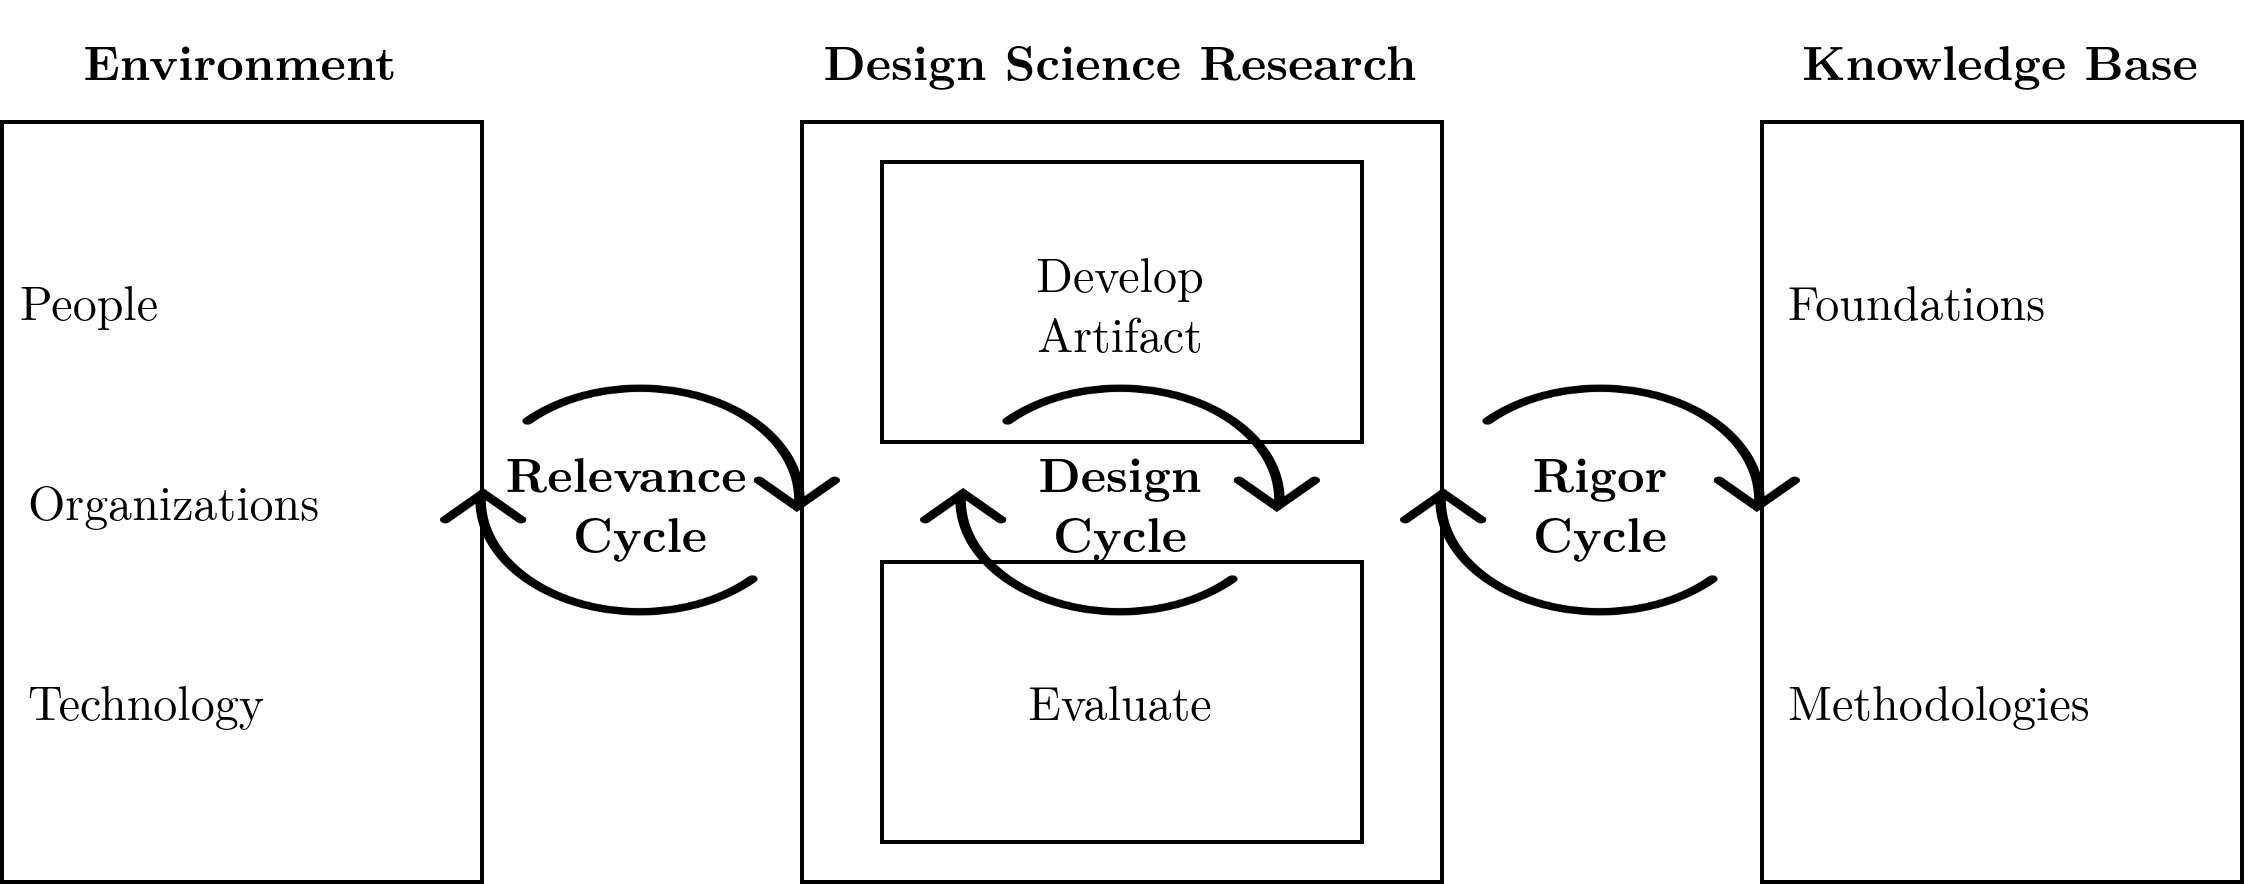 Environment
Design Science Research
Knowledge Base
People
Organizations
Technology
Relevance
Cycle
Develop
Artifact
Design
Cycle
Evaluate
Rigor
Cycle
Foundations
Methodologies